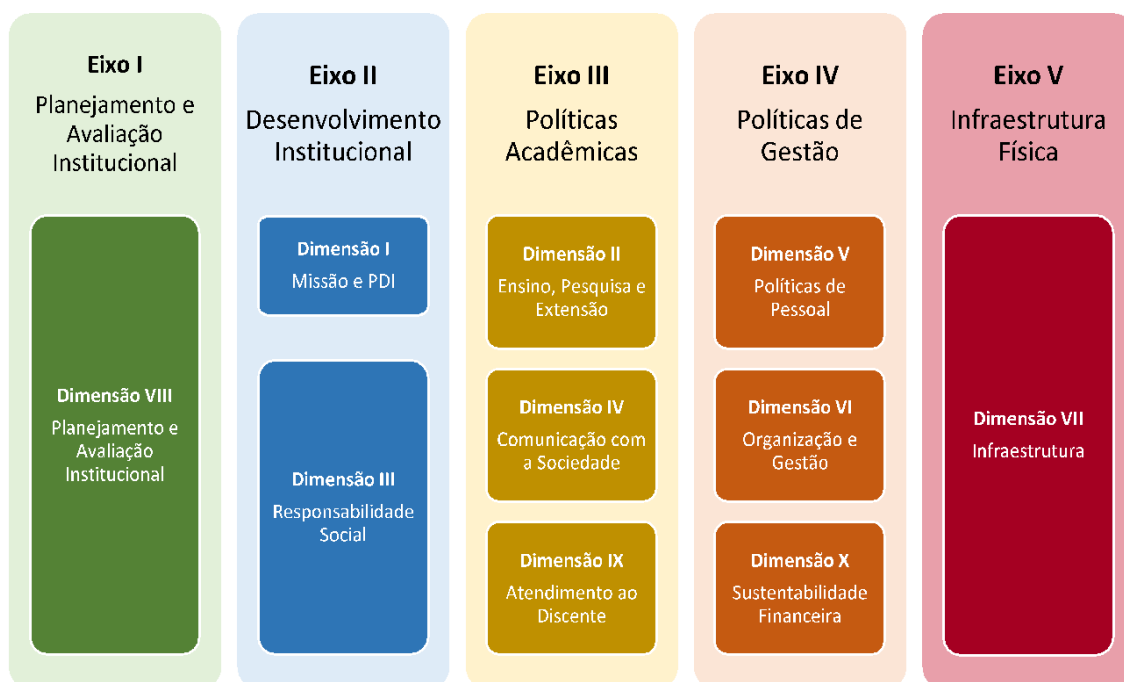 Eixo I
Planejamento e
Avaliação
Institucional
Dimensão VIII
Planejamento e
Avaliação
Institucional
Eixo II
Desenvolvimento
Institucional
Dimensão I
Missão e PDI
Dimensão III
Responsabilidade
Social
Eixo III
Políticas
Acadêmicas
Dimensão II
Ensino, Pesquisa e
Extensão
Dimensão IV
Comunicação com
a Sociedade
Dimensão IX
Atendimento ao
Discente
Eixo IV
Políticas de
Gestão
Dimensão V
Políticas de
Pessoal
Dimensão VI
Organização e
Gestão
Dimensão X
Sustentabilidade
Financeira
Eixo V
Infraestrutura
Física
Dimensão VII
Infraestrutura